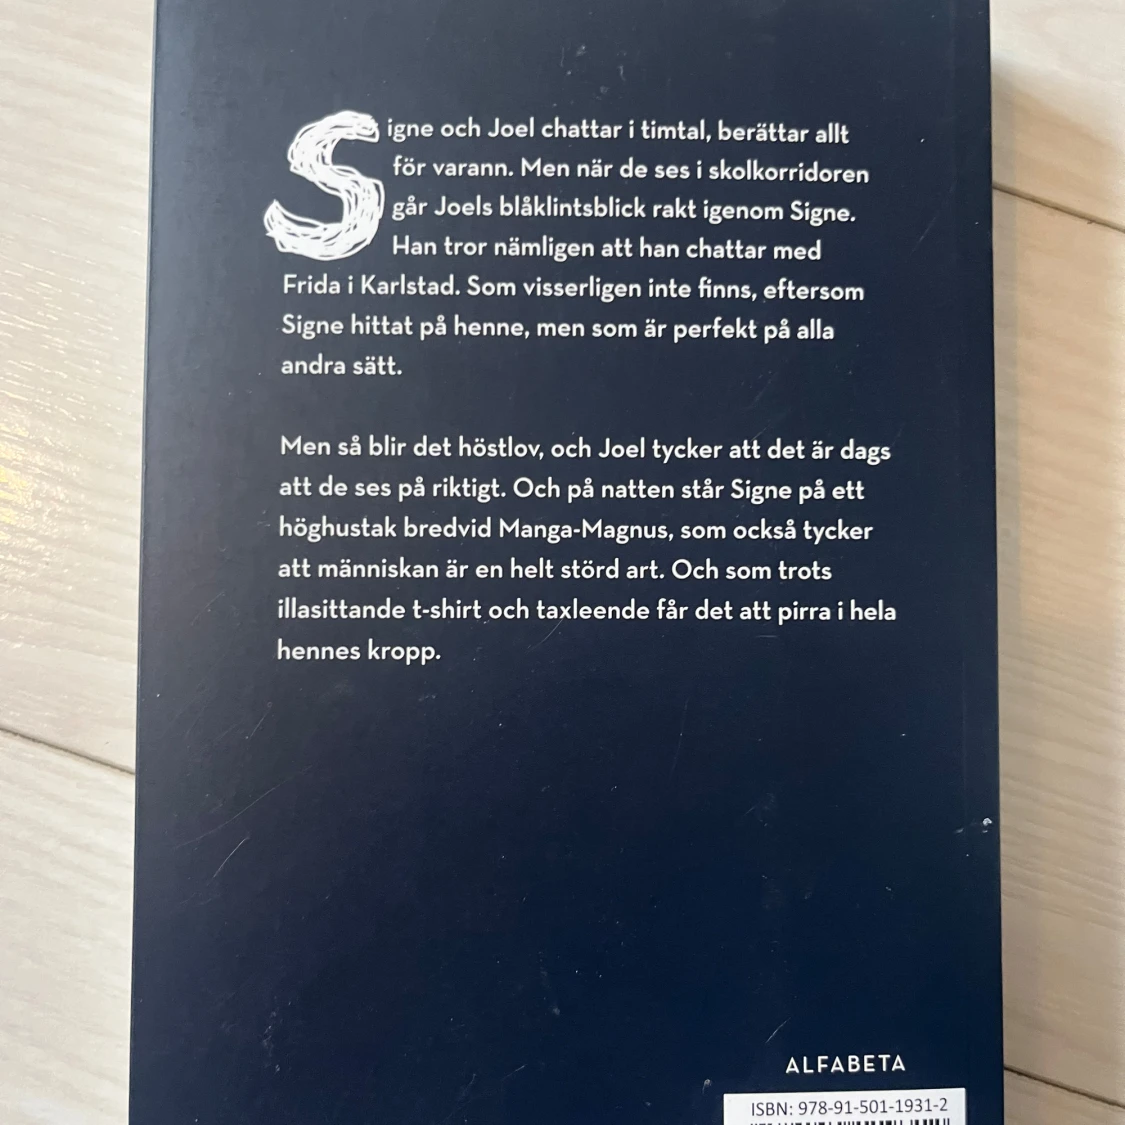 Signe och Joel chattar i timtal, berättar allt
för varann. Men när de ses i skolkorridoren
går Joels blåklintsblick rakt igenom Signe.
Han tror nämligen att han chattar med
Frida i Karlstad. Som visserligen inte finns, eftersom
Signe hittat på henne, men som är perfekt på alla
andra sätt.
Men så blir det höstlov, och Joel tycker att det är dags
att de ses på riktigt. Och på natten står Signe på ett
höghustak bredvid Manga-Magnus, som också tycker
att människan är en helt störd art. Och som trots
illasittande t-shirt och taxleende får det att pirra i hela
hennes kropp.
ALFABETA
ISBN: 978-91-501-1931-2